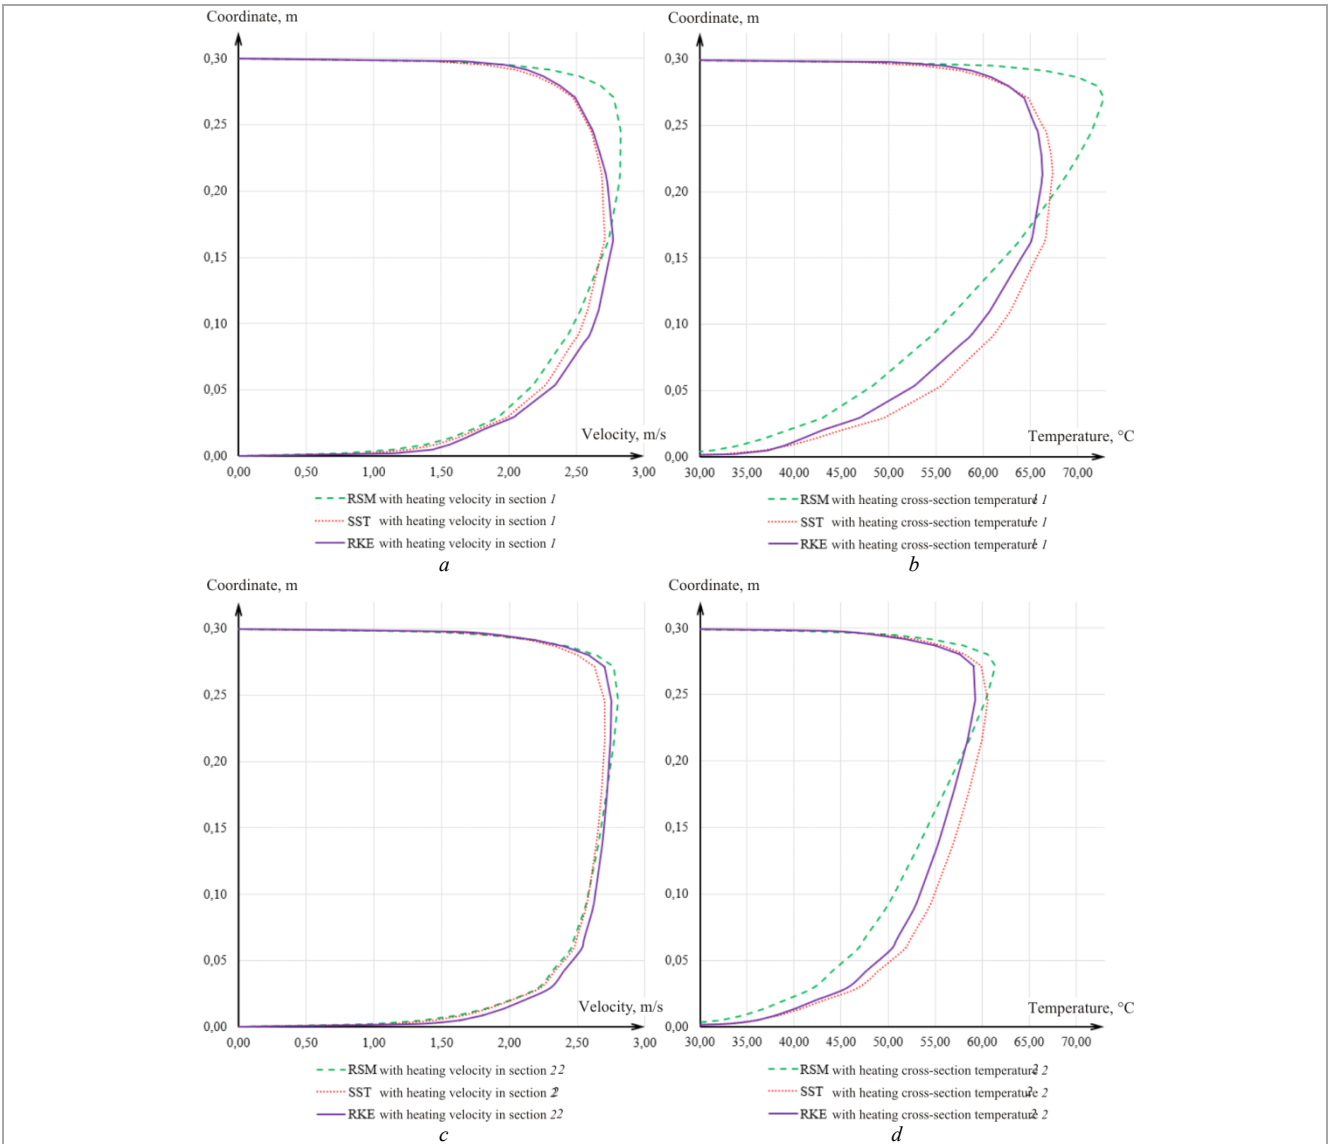 Coordinate, m
0,30
0,25
0,20
0,15
0,10
0,05
0,00
Velocity, m/s
0,00 0,50 1,00 1,50 2,00 2,50 3,00
RSM with heating velocity in section 1
SST with heating velocity in section 1
RKE with heating velocity in section 1
a
Coordinate, m
0,30
0,25
0,20
0,15
0,10
0,05
0,00
Temperature, °C
30,00 35,00 40,00 45,00 50,00 55,00 60,00 65,00 70,00
RSM with heating cross-section temperature 1
SST with heating cross-section temperature 1
RKE with heating cross-section temperature 1
b
Coordinate, m
0,30
0,25
0,20
0,15
0,10
0,05
0,00
Velocity, m/s
0,00 0,50 1,00 1,50 2,00 2,50 3,00
RSM with heating velocity in section 22
SST with heating velocity in section 2
RKE with heating velocity in section 22
c
Coordinate, m
0,30
0,25
0,20
0,15
0,10
0,05
0,00
Temperature, °C
30,00 35,00 40,00 45,00 50,00 55,00 60,00 65,00 70,00
RSM with heating cross-section temperature 2
SST with heating cross-section temperature 2
RKE with heating cross-section temperature 2
d